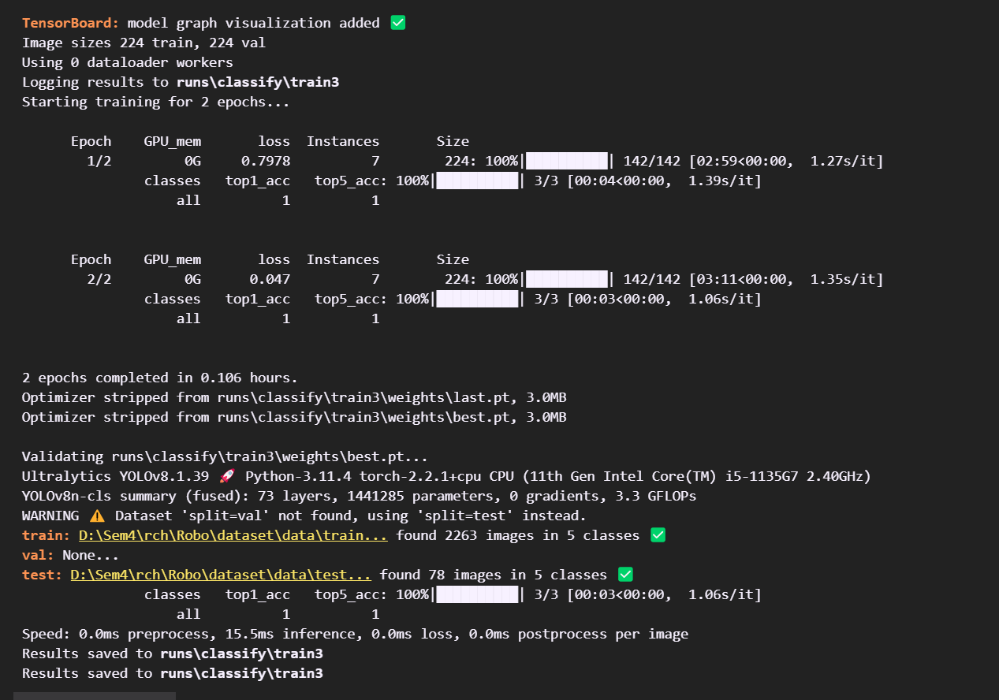 TensorBoard: model graph visualization added ✅
Image sizes 224 train, 224 val
Using 0 dataloader workers
Logging results to runs\classify\train3
Starting training for 2 epochs...
Epoch GPU_mem loss Instances Size
1/2 0G 0.7978 7 224: 100%|██████████| 142/142 [02:59<00:00, 1.27s/it]
classes top1_acc top5_acc: 100%|██████████| 3/3 [00:04<00:00, 1.39s/it]
all 1 1
Epoch GPU_mem loss Instances Size
2/2 0G 0.047 7 224: 100%|██████████| 142/142 [03:11<00:00, 1.35s/it]
classes top1_acc top5_acc: 100%|██████████| 3/3 [00:03<00:00, 1.06s/it]
all 1 1
2 epochs completed in 0.106 hours.
Optimizer stripped from runs\classify\train3\weights\last.pt, 3.0MB
Optimizer stripped from runs\classify\train3\weights\best.pt, 3.0MB
Validating runs\classify\train3\weights\best.pt...
Ultralytics YOLOv8.1.39 🚀 Python-3.11.4 torch-2.2.1+cpu CPU (11th Gen Intel Core(TM) i5-1135G7 2.40GHz)
YOLOv8n-cls summary (fused): 73 layers, 1441285 parameters, 0 gradients, 3.3 GFLOPs
WARNING ⚠️ Dataset 'split=val' not found, using 'split=test' instead.
train: D:\Sem4\rch\Robo\dataset\data\train... found 2263 images in 5 classes ✅
val: None...
test: D:\Sem4\rch\Robo\dataset\data\test... found 78 images in 5 classes ✅
classes top1_acc top5_acc: 100%|██████████| 3/3 [00:03<00:00, 1.06s/it]
all 1 1
Speed: 0.0ms preprocess, 15.5ms inference, 0.0ms loss, 0.0ms postprocess per image
Results saved to runs\classify\train3
Results saved to runs\classify\train3